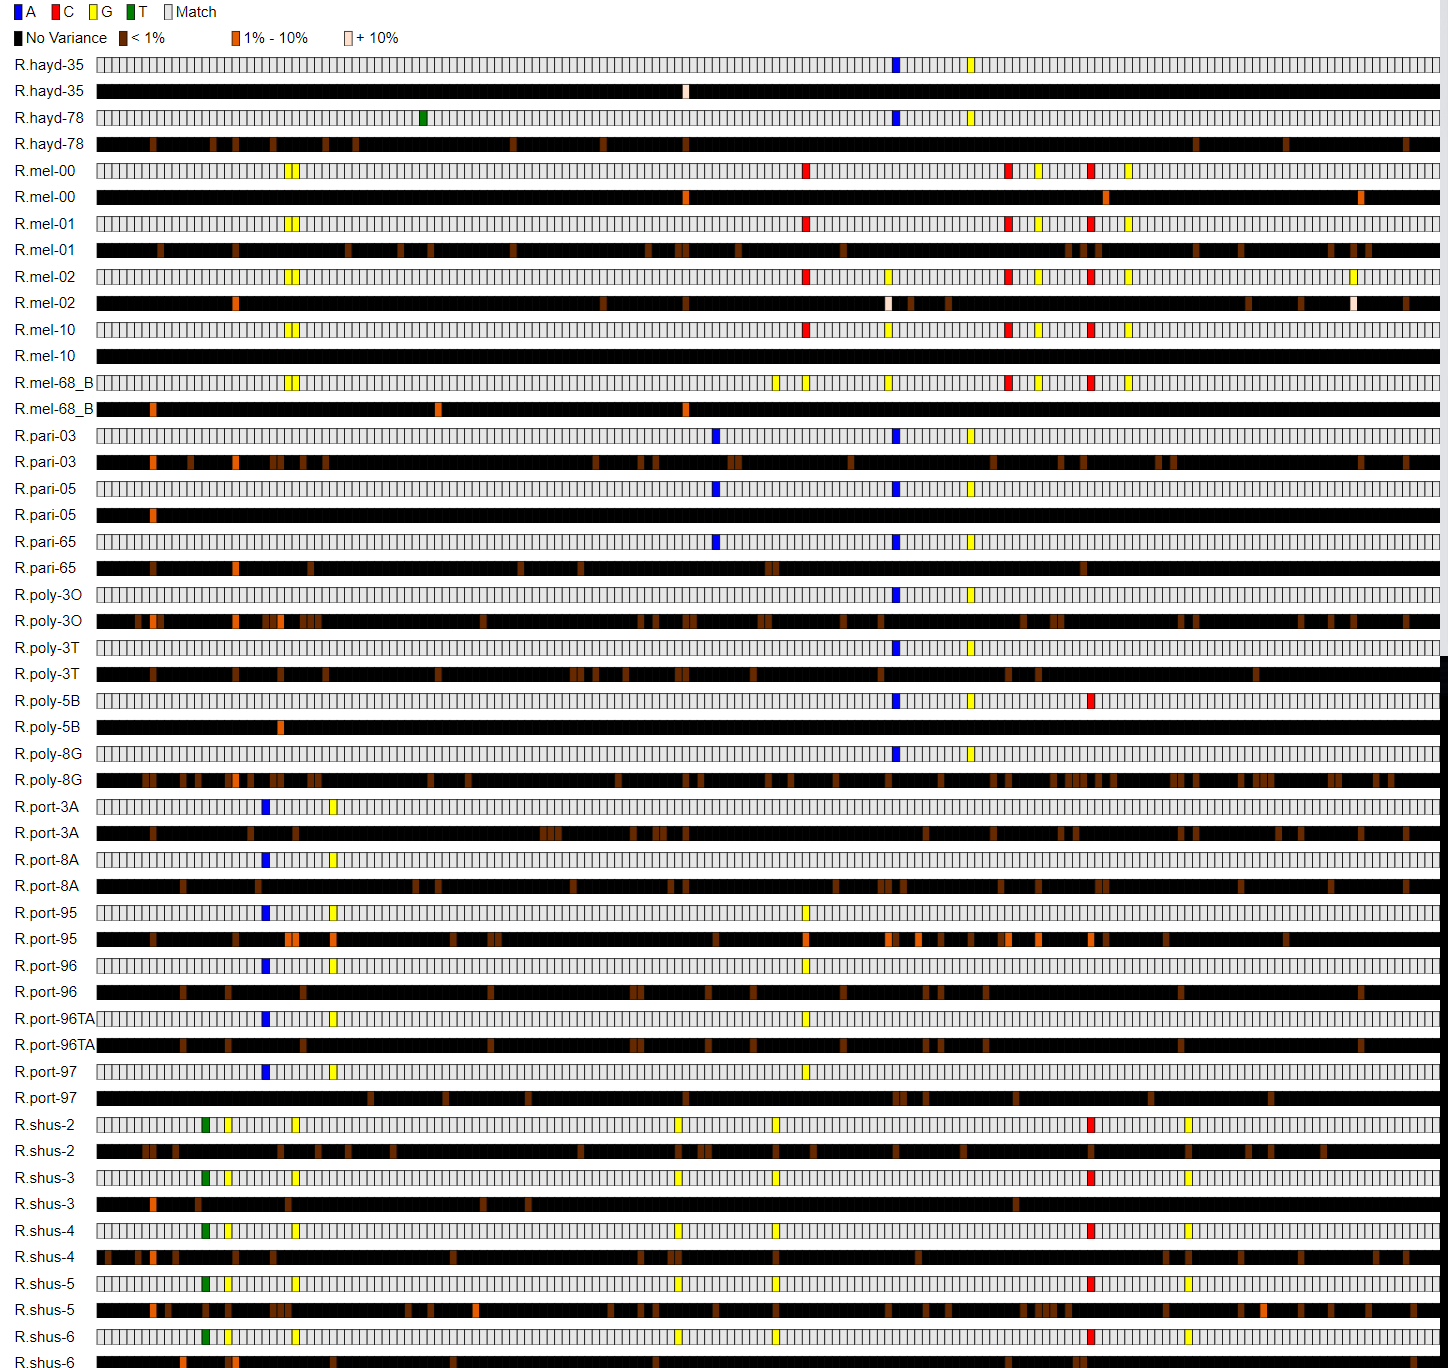 A C G T Match
No Variance < 1% 1% - 10% + 10%
R.hayd-35
R.hayd-35
R.hayd-78
R.hayd-78
R.mel-00
R.mel-00
R.mel-01
R.mel-01
R.mel-02
R.mel-02
R.mel-10
R.mel-10
R.mel-68_B
R.mel-68_B
R.pari-03
R.pari-03
R.pari-05
R.pari-05
R.pari-65
R.pari-65
R.poly-3O
R.poly-3O
R.poly-3T
R.poly-3T
R.poly-5B
R.poly-5B
R.poly-8G
R.poly-8G
R.port-3A
R.port-3A
R.port-8A
R.port-8A
R.port-95
R.port-95
R.port-96
R.port-96
R.port-96TA
R.port-96TA
R.port-97
R.port-97
R.shus-2
R.shus-2
R.shus-3
R.shus-3
R.shus-4
R.shus-4
R.shus-5
R.shus-5
R.shus-6
R.shus-6